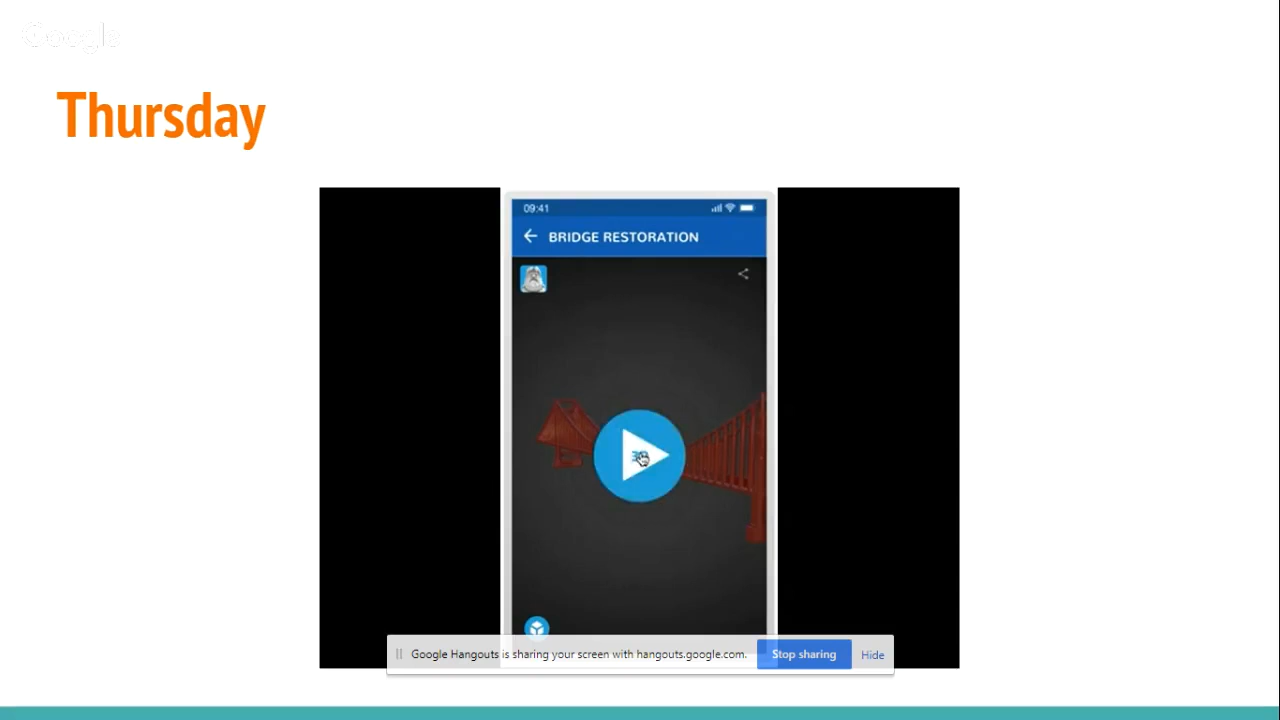 Google
Thursday
09:41
BRIDGE RESTORATION
Google Hangouts is sharing your screen with hangouts.google.com.
Stop sharing
Hide